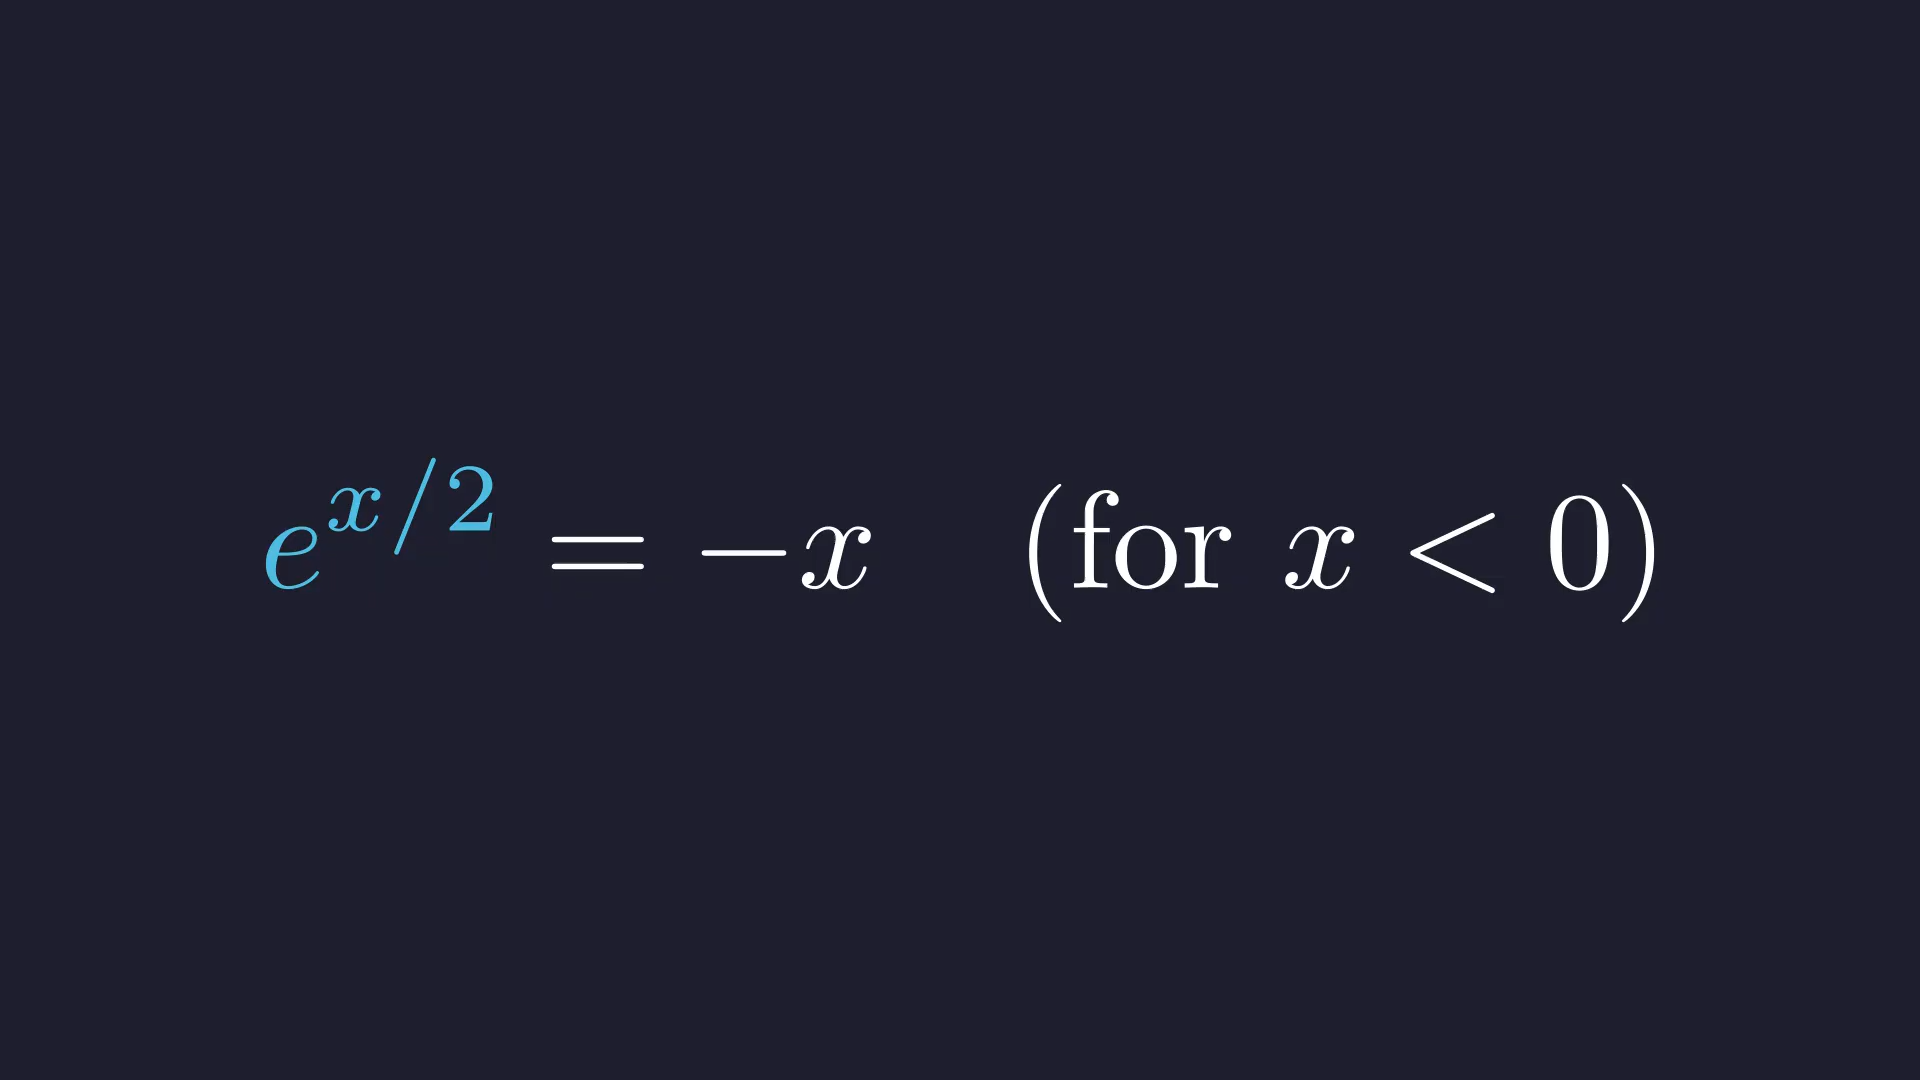 e^{x/2} = −x (for x < 0)